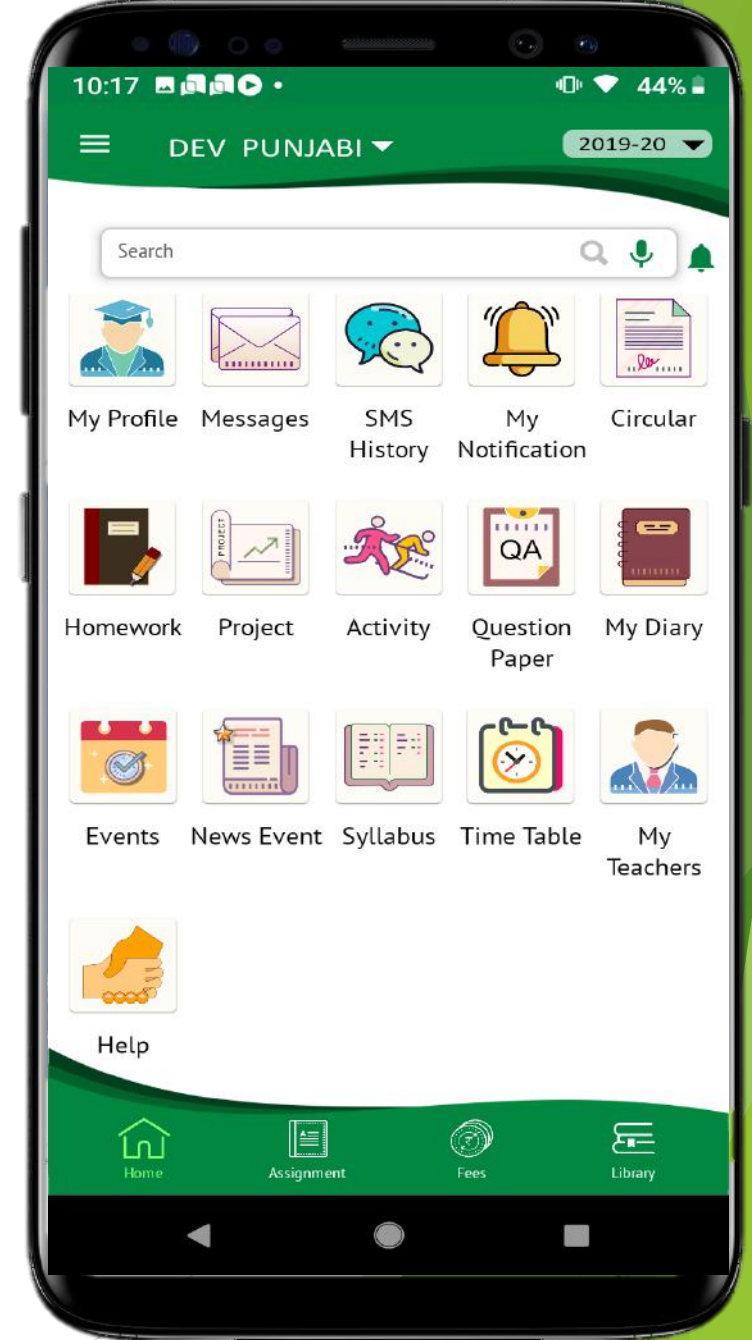 10:17 44%
DEV PUNJABI 2019-20
Search
My Profile Messages SMS History My Notification Circular
PROJECT
QA
Homework Project Activity Question Paper My Diary
Events News Event Syllabus Time Table My Teachers
Help
Home Assignment Fees Library